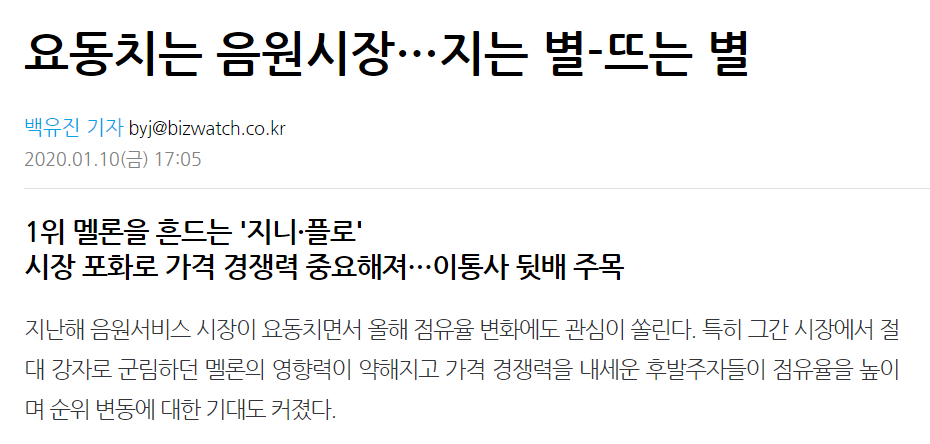 요동치는 음원시장…지는 별-뜨는 별
백유진 기자 byj@bizwatch.co.kr
2020.01.10(금) 17:05
1위 멜론을 흔드는 '지니·플로'
시장 포화로 가격 경쟁력 중요해져…이통사 뒷배 주목
지난해 음원서비스 시장이 요동치면서 올해 점유율 변화에도 관심이 쏠린다. 특히 그간 시장에서 절
대 강자로 군림하던 멜론의 영향력이 약해지고 가격 경쟁력을 내세운 후발주자들이 점유율을 높이
며 순위 변동에 대한 기대도 커졌다.